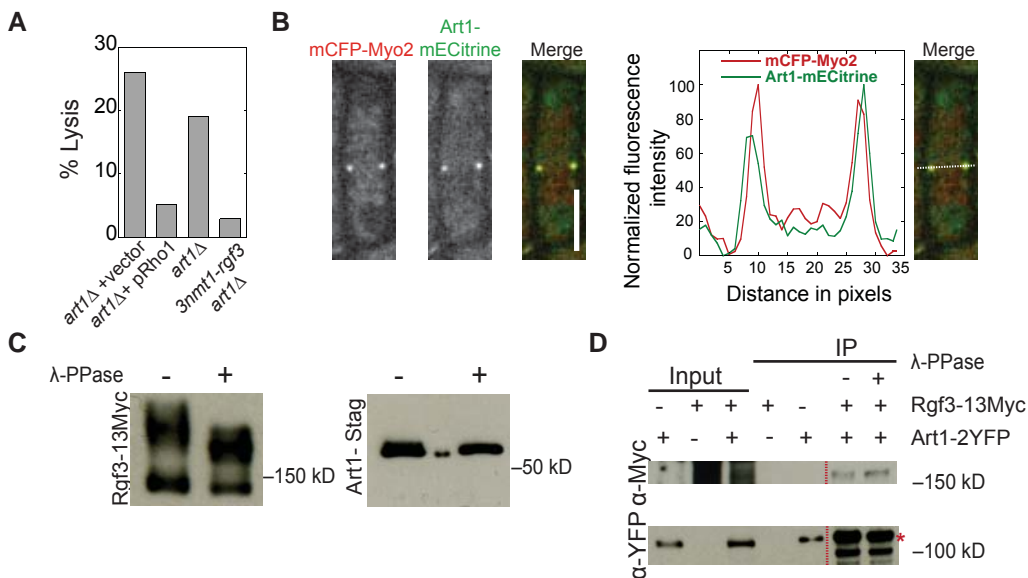 A
% Lysis
30
20
10
0
art1Δ +vector
art1Δ+ pRho1
art1Δ
3nmt1-rgf3
art1Δ
B
mCFP-Myo2
Art1-
mECitrine
Merge
Normalized fluorescence
intensity
100
80
60
40
20
mCFP-Myo2
Art1-mECitrine
5 10 15 20 25 30 35
Distance in pixels
Merge
C
λ-PPase - +
Rgf3-13Myc
–150 kD
- +
Art1- Stag
–50 kD
D
IP
Input
- + λ-PPase
- + + + - + + Rgf3-13Myc
+ - + - + + + Art1-2YFP
α-Myc
–150 kD
α-YFP
*
–100 kD